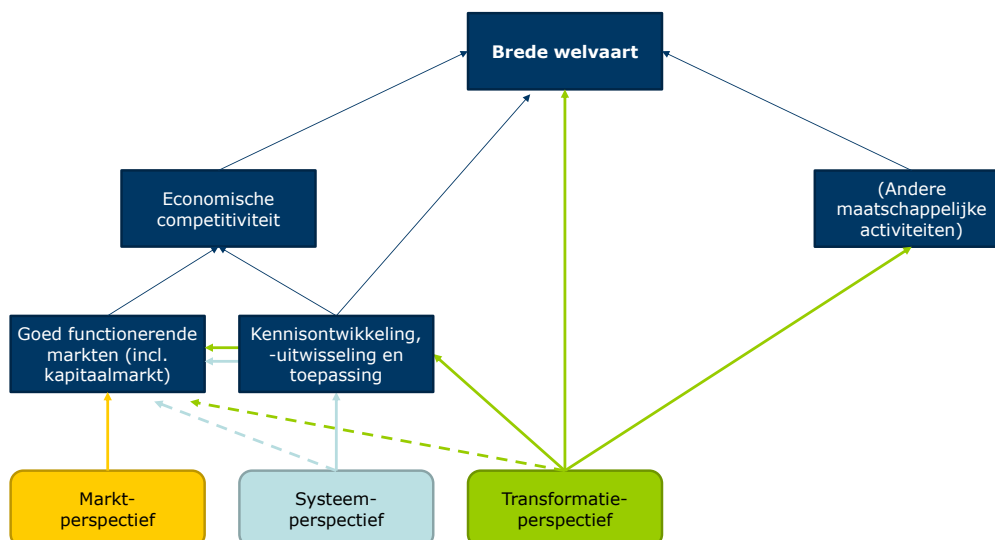 Brede welvaart
Economische
competitiviteit
(Andere
maatschappelijke
activiteiten)
Goed functionerende
markten (incl.
kapitaalmarkt)
Kennisontwikkeling,
-uitwisseling en
toepassing
Markt-
perspectief
Systeem-
perspectief
Transformatie-
perspectief